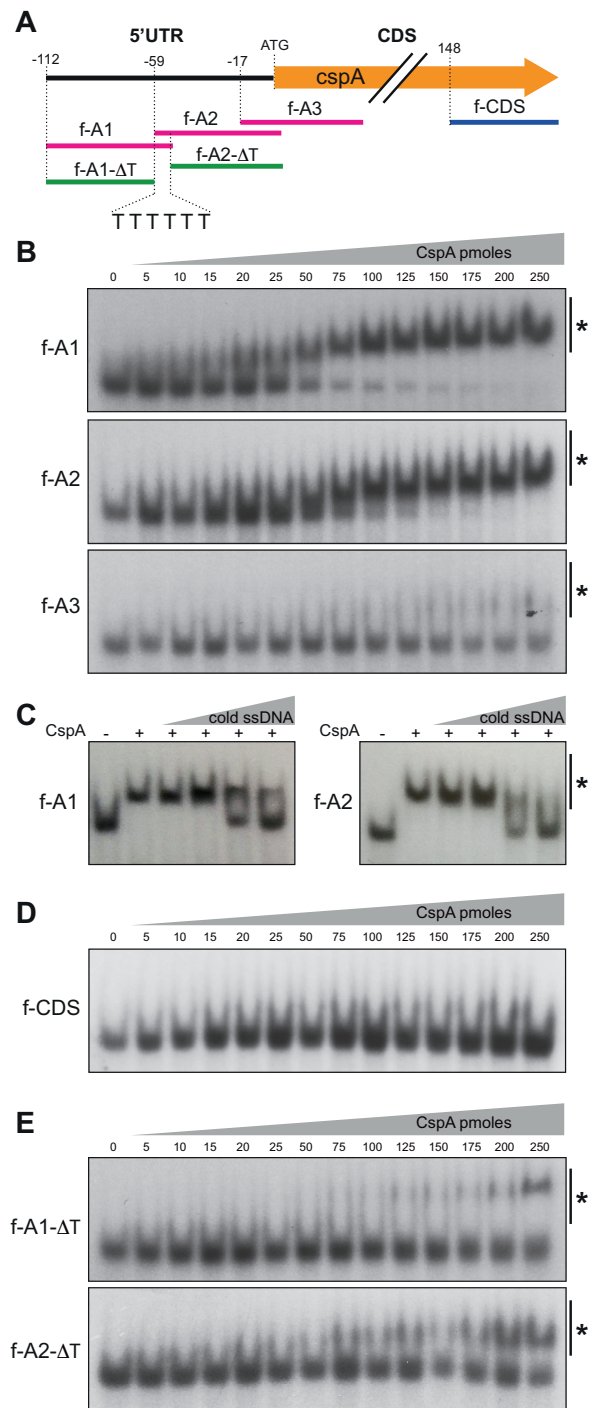 A
5'UTR
CDS
-112
-59
-17
ATG
148
cspA
f-A1
f-A2
f-A3
f-CDS
f-A1-ΔT
f-A2-ΔT
T T T T T T
B
CspA pmoles
0 5 10 15 20 25 50 75 100 125 150 175 200 250
f-A1
*
f-A2
*
f-A3
*
C
cold ssDNA
CspA - + + + + +
f-A1
cold ssDNA
CspA - + + + + +
f-A2
*
D
CspA pmoles
0 5 10 15 20 25 50 75 100 125 150 175 200 250
f-CDS
E
CspA pmoles
0 5 10 15 20 25 50 75 100 125 150 175 200 250
f-A1-ΔT
*
f-A2-ΔT
*